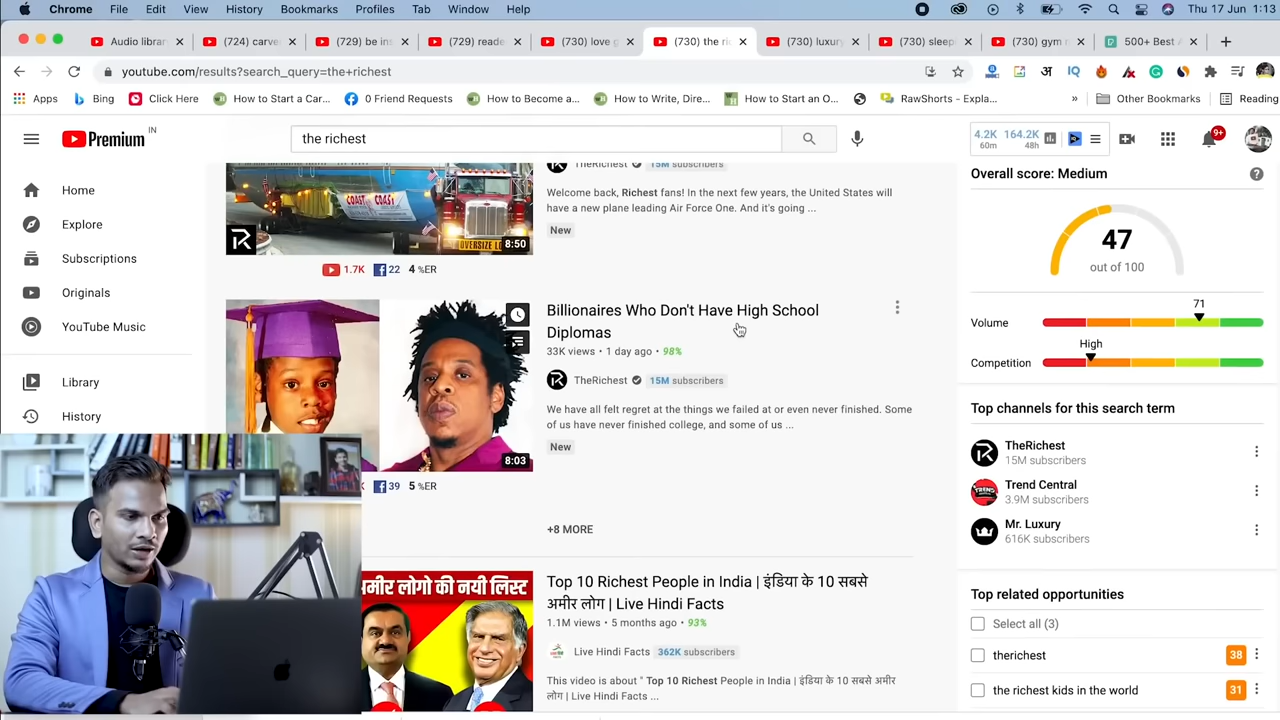 Chrome File Edit View History Bookmarks Profiles Tab Window Help Thu 17 Jun 1:13
Audio librar (724) carve (729) be ins (729) reade (730) love (730) the ric (730) luxury (730) sleepi (730) gym r 500+ Best A
youtube.com/results?search_query=the+richest
Apps Bing Click Here How to Start a Car... 0 Friend Requests How to Become a... How to Write, Dire... How to Start an O... RawShorts - Expla... » Other Bookmarks Reading
Premium IN
the richest
4.2K 164.2K
60m 48h
9+
Home
Explore
Subscriptions
Originals
YouTube Music
Library
History
COAST TO COAST
OVERSIZE LO
8:50
1.7K 22 4 %ER
TheRichest 15M subscribers
Welcome back, Richest fans! In the next few years, the United States will
have a new plane leading Air Force One. And it's going ...
New
8:03
39 5 %ER
Billionaires Who Don't Have High School
Diplomas
33K views • 1 day ago • 98%
TheRichest 15M subscribers
We have all felt regret at the things we failed at or even never finished. Some
of us have never finished college, and some of us ...
New
+8 MORE
अमीर लोगो की नयी लिस्ट
Top 10 Richest People in India | इंडिया के 10 सबसे
अमीर लोग | Live Hindi Facts
1.1M views • 5 months ago • 93%
Live Hindi Facts 362K subscribers
This video is about " Top 10 Richest People in India | इंडिया के 10 सबसे अमीर
लोग | Live Hindi Facts ...
Overall score: Medium
47
out of 100
71
Volume
High
Competition
Top channels for this search term
TheRichest
15M subscribers
Trend Central
3.9M subscribers
Mr. Luxury
616K subscribers
Top related opportunities
Select all (3)
therichest 38
the richest kids in the world 31